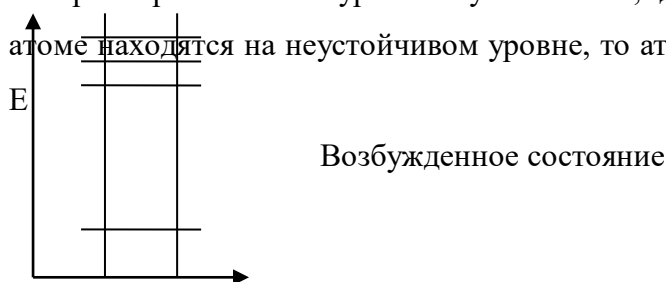 атоме находятся на неустойчивом уровне, то ат
E
Возбужденное состояние